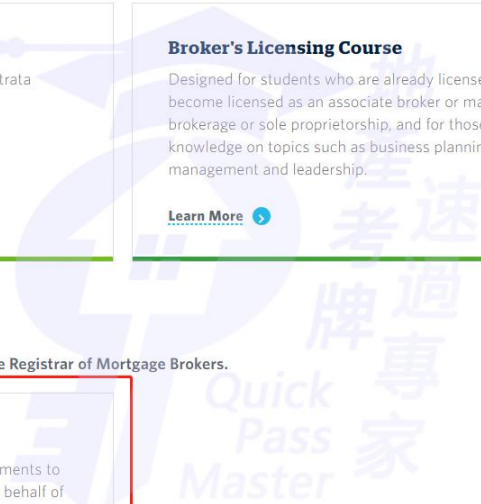 Broker's Licensing Course
trata
Designed for students who are already license
become licensed as an associate broker or ma
brokerage or sole proprietorship, and for those
knowledge on topics such as business plannin
management and leadership.
Learn More
地產考牌
速過專家
e Registrar of Mortgage Brokers.
Quick
Pass
Master
ments to
behalf of